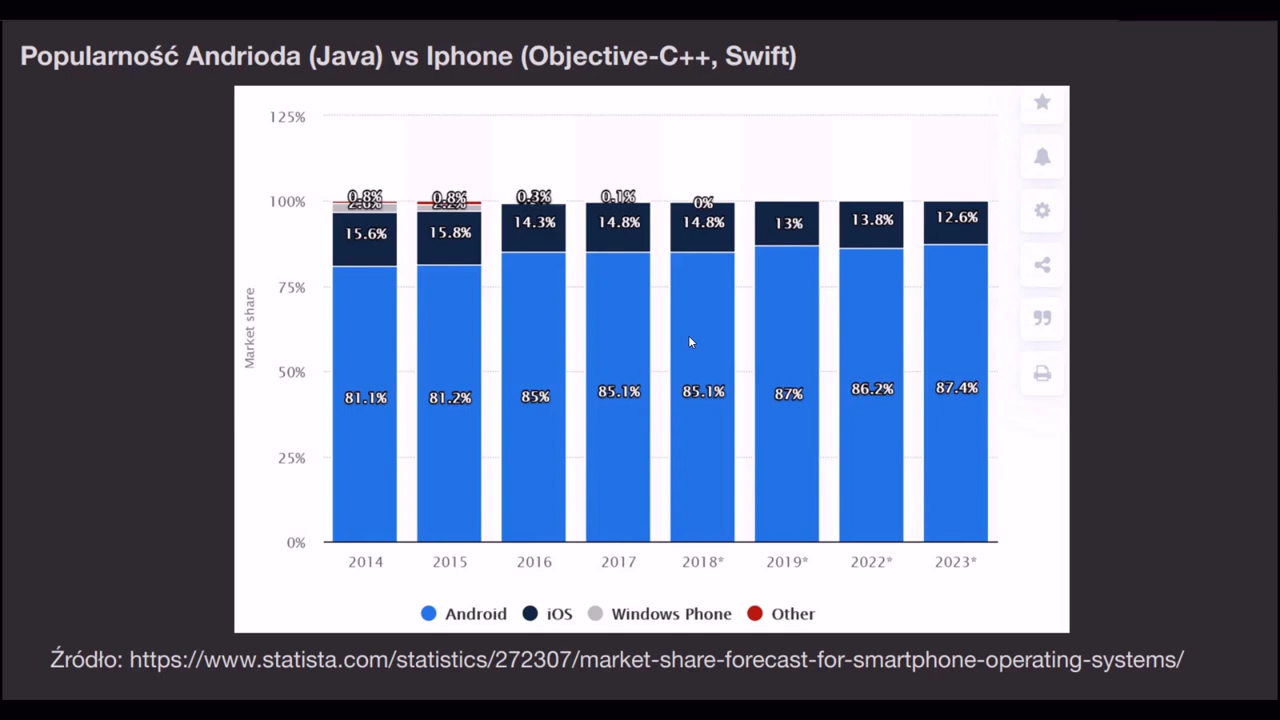 Popularność Andrioda (Java) vs Iphone (Objective-C++, Swift)
125%
0.8% 0.8% 0.3% 0.1% 0%
100%
15.6% 15.8% 14.3% 14.8% 14.8% 13% 13.8% 12.6%
75%
Market share
50%
81.1% 81.2% 85% 85.1% 85.1% 87% 86.2% 87.4%
25%
0%
2014 2015 2016 2017 2018* 2019* 2022* 2023*
Android iOS Windows Phone Other
Źródło: https://www.statista.com/statistics/272307/market-share-forecast-for-smartphone-operating-systems/